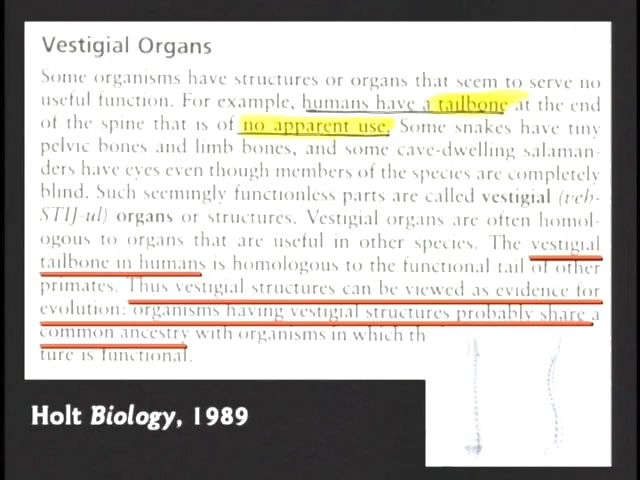 Vestigial Organs
Some organisms have structures or organs that seem to serve no
useful function. For example, humans have a tailbone at the end
of the spine that is of no apparent use. Some snakes have tiny
pelvic bones and limb bones, and some cave-dwelling salaman-
ders have eyes even though members of the species are completely
blind. Such seemingly functionless parts are called vestigial (veh-
STIJ-ul) organs or structures. Vestigial organs are often homol-
ogous to organs that are useful in other species. The vestigial
tailbone in humans is homologous to the functional tail of other
primates. Thus vestigial structures can be viewed as evidence for
evolution: organisms having vestigial structures probably share a
common ancestry with organisms in which th
ture is functional.
Holt Biology, 1989